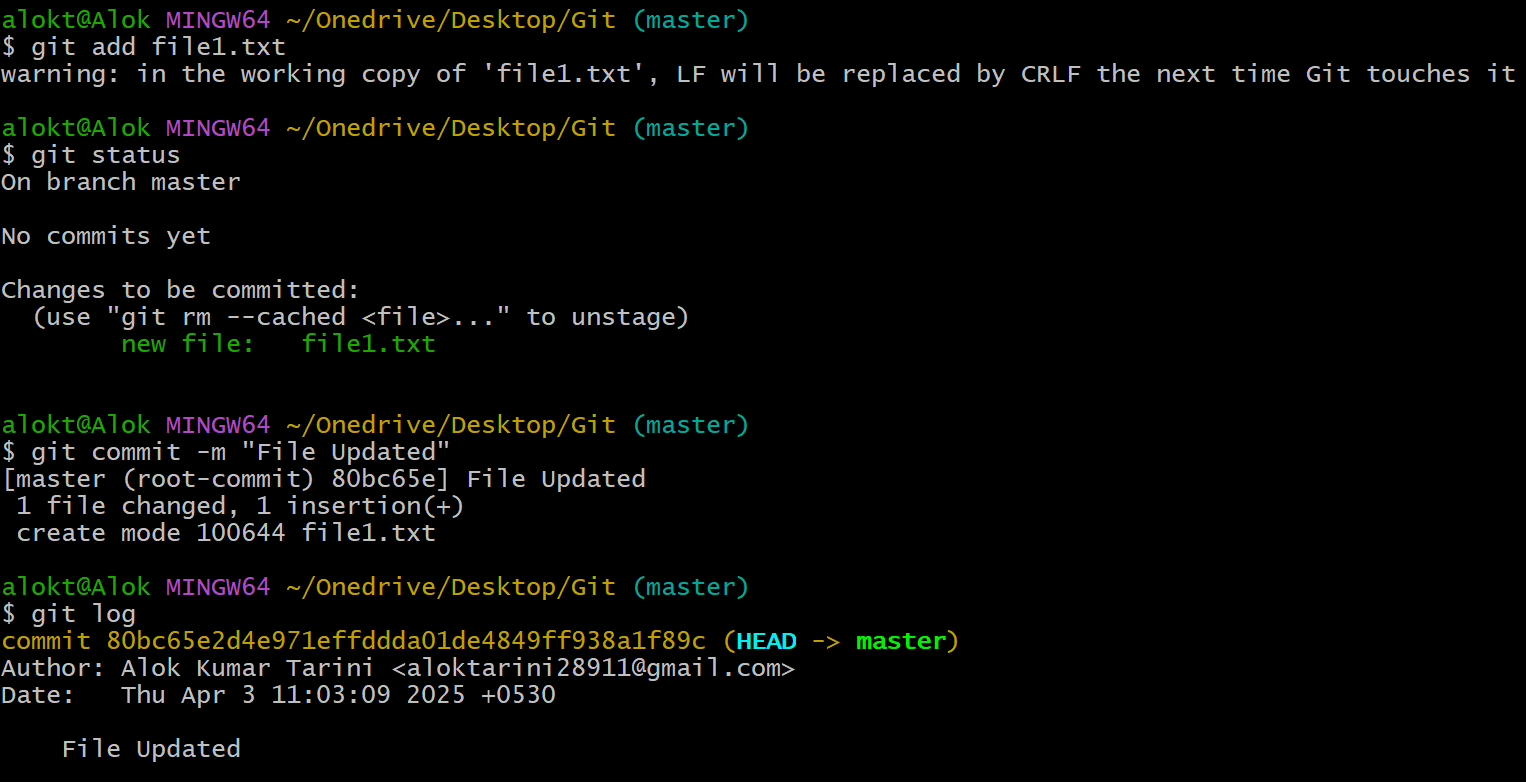 alokt@Alok MINGW64 ~/Onedrive/Desktop/Git (master)
$ git add file1.txt
warning: in the working copy of 'file1.txt', LF will be replaced by CRLF the next time Git touches it

alokt@Alok MINGW64 ~/Onedrive/Desktop/Git (master)
$ git status
On branch master

No commits yet

Changes to be committed:
  (use "git rm --cached <file>..." to unstage)
        new file:   file1.txt


alokt@Alok MINGW64 ~/Onedrive/Desktop/Git (master)
$ git commit -m "File Updated"
[master (root-commit) 80bc65e] File Updated
 1 file changed, 1 insertion(+)
 create mode 100644 file1.txt

alokt@Alok MINGW64 ~/Onedrive/Desktop/Git (master)
$ git log
commit 80bc65e2d4e971effddda01de4849ff938a1f89c (HEAD -> master)
Author: Alok Kumar Tarini <aloktarini28911@gmail.com>
Date:   Thu Apr 3 11:03:09 2025 +0530

    File Updated